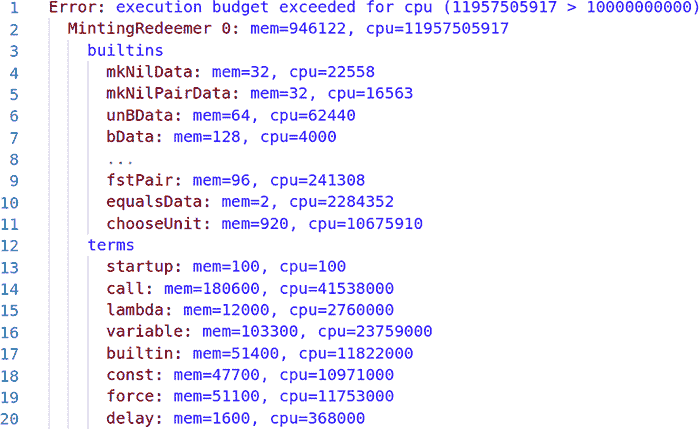 1 Error: execution budget exceeded for cpu (11957505917 > 10000000000)
2 MintingRedeemer 0: mem=946122, cpu=11957505917
3 builtins
4 mkNilData: mem=32, cpu=22558
5 mkNilPairData: mem=32, cpu=16563
6 unBData: mem=64, cpu=62440
7 bData: mem=128, cpu=4000
8 ...
9 fstPair: mem=96, cpu=241308
10 equalsData: mem=2, cpu=2284352
11 chooseUnit: mem=920, cpu=10675910
12 terms
13 startup: mem=100, cpu=100
14 call: mem=180600, cpu=41538000
15 lambda: mem=12000, cpu=2760000
16 variable: mem=103300, cpu=23759000
17 builtin: mem=51400, cpu=11822000
18 const: mem=47700, cpu=10971000
19 force: mem=51100, cpu=11753000
20 delay: mem=1600, cpu=368000